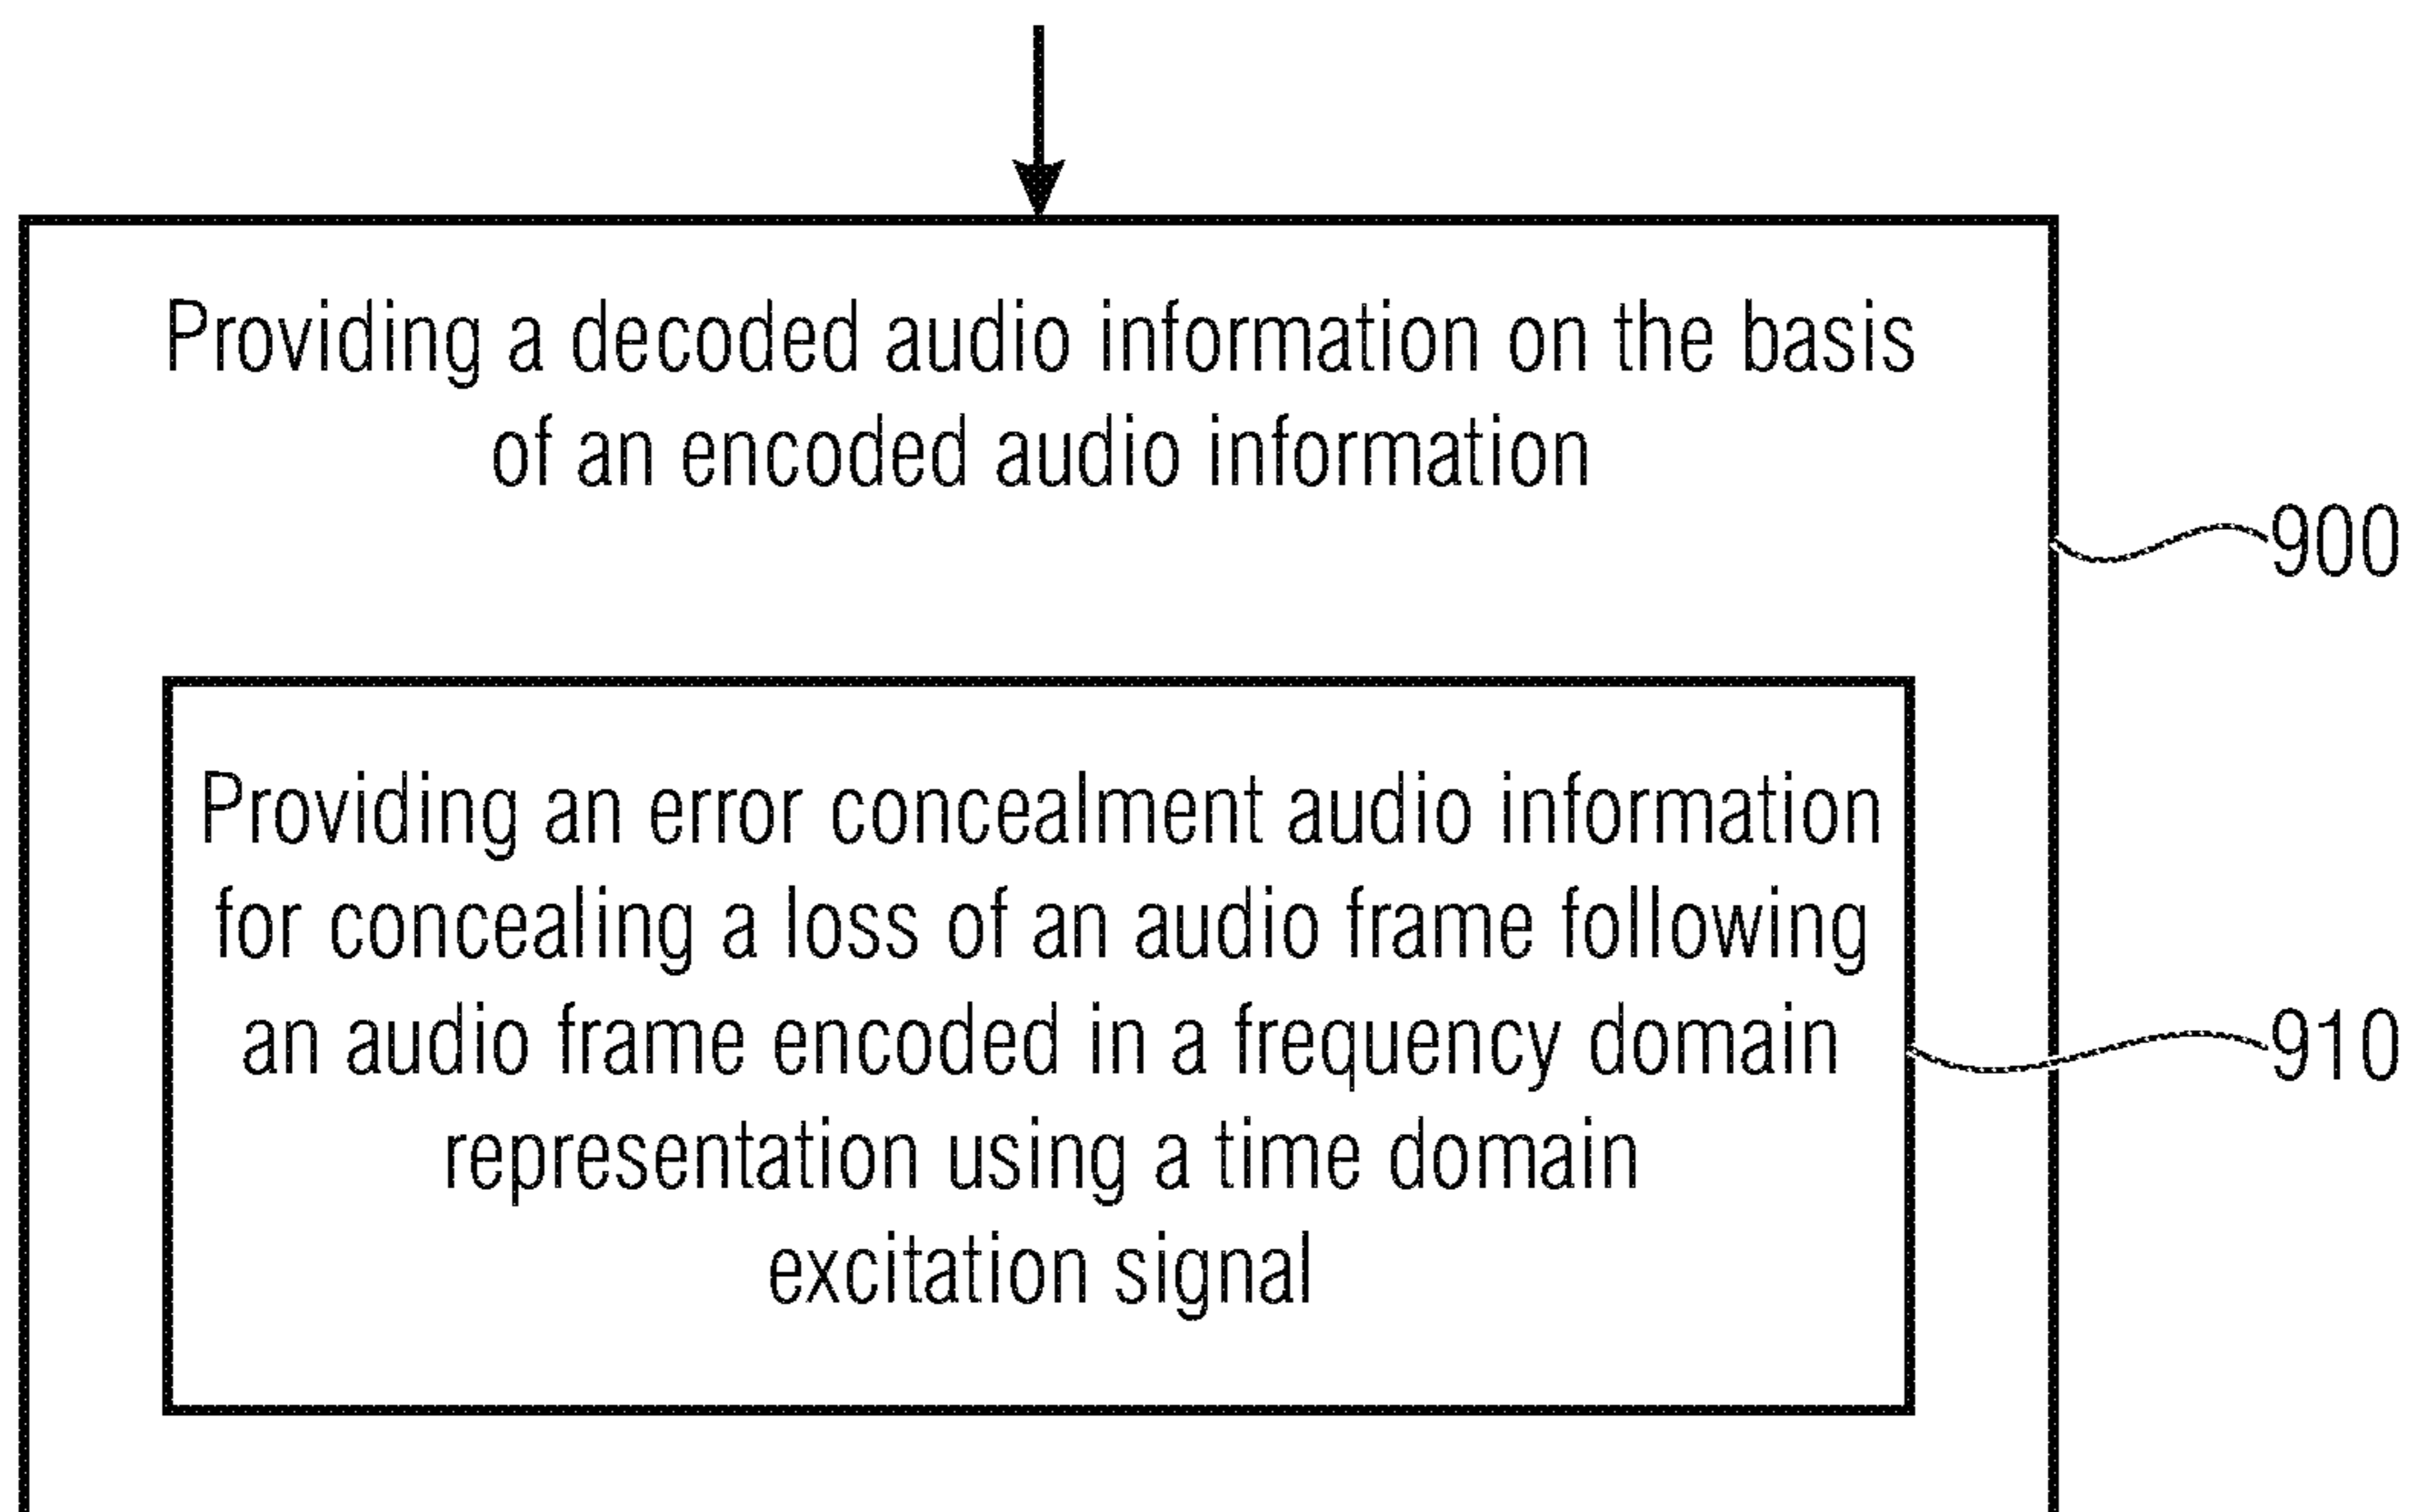 Providing a decoded audio information on the basis
of an encoded audio information
900
Providing an error concealment audio information
for concealing a loss of an audio frame following
an audio frame encoded in a frequency domain
910
representation using a time domain
excitation signal